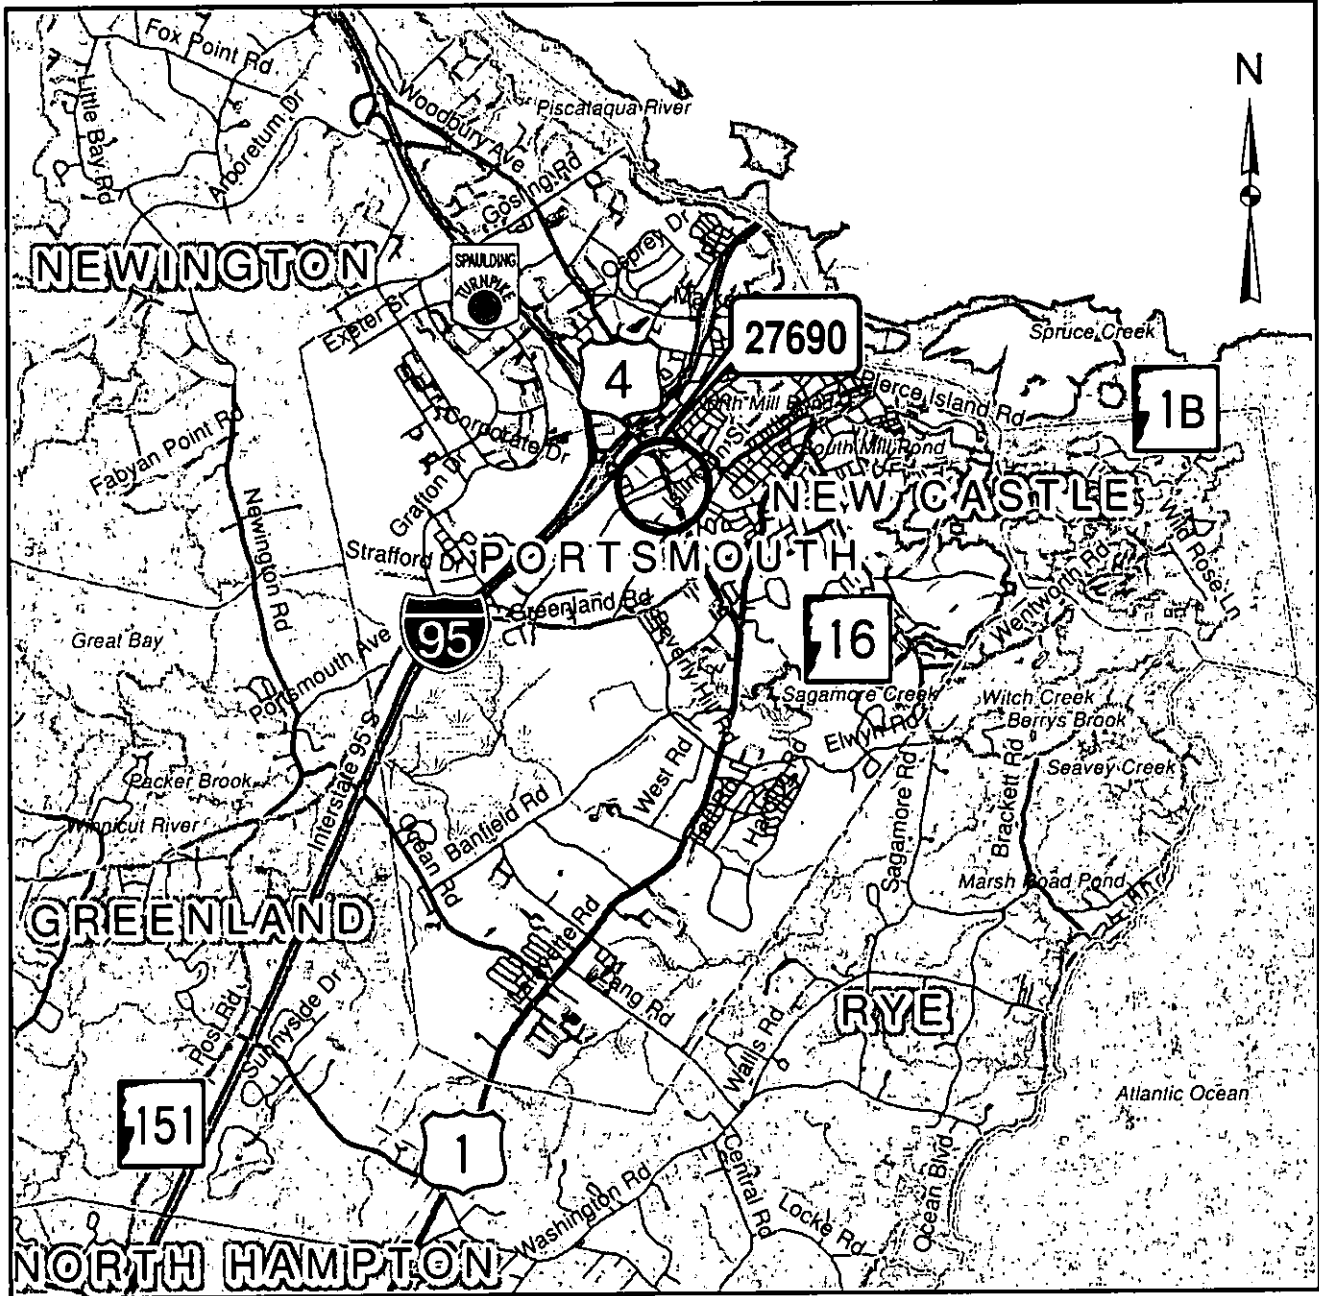 Fox Point Rd
Little Bay Rd
Arboretum Dr
Woodbury Ave
Piscataqua River
Gosling Rd
N
NEWINGTON
SPAULDING
TURNPIKE
Osprey Dr
Exeter St
27690
Spruce Creek
4
1B
Pierce Island Rd
Corporate Dr
South Mill Pond
Fabyan Point Rd
Grafton Dr
Newington Rd
NEW CASTLE
Wild Rose Ln
Strafford Dr
PORTSMOUTH
Greenland Rd
Wentworth Rd
95
16
Great Bay
Portsmouth Ave
Sagamore Creek
Witch Creek
Berrys Brook
Elwyn Rd
Seavey Creek
Packer Brook
Interstate 95 S
West Rd
Sagamore Rd
Brackett Rd
Winnicut River
Ocean Rd
Banfield Rd
Marsh Road Pond
GREENLAND
Lafayette Rd
Lang Rd
RYE
Post Rd
Sunnyside Dr
Wallis Rd
Atlantic Ocean
151
1
Central Rd
Washington Rd
Locke Rd
Ocean Blvd
NORTH HAMPTON